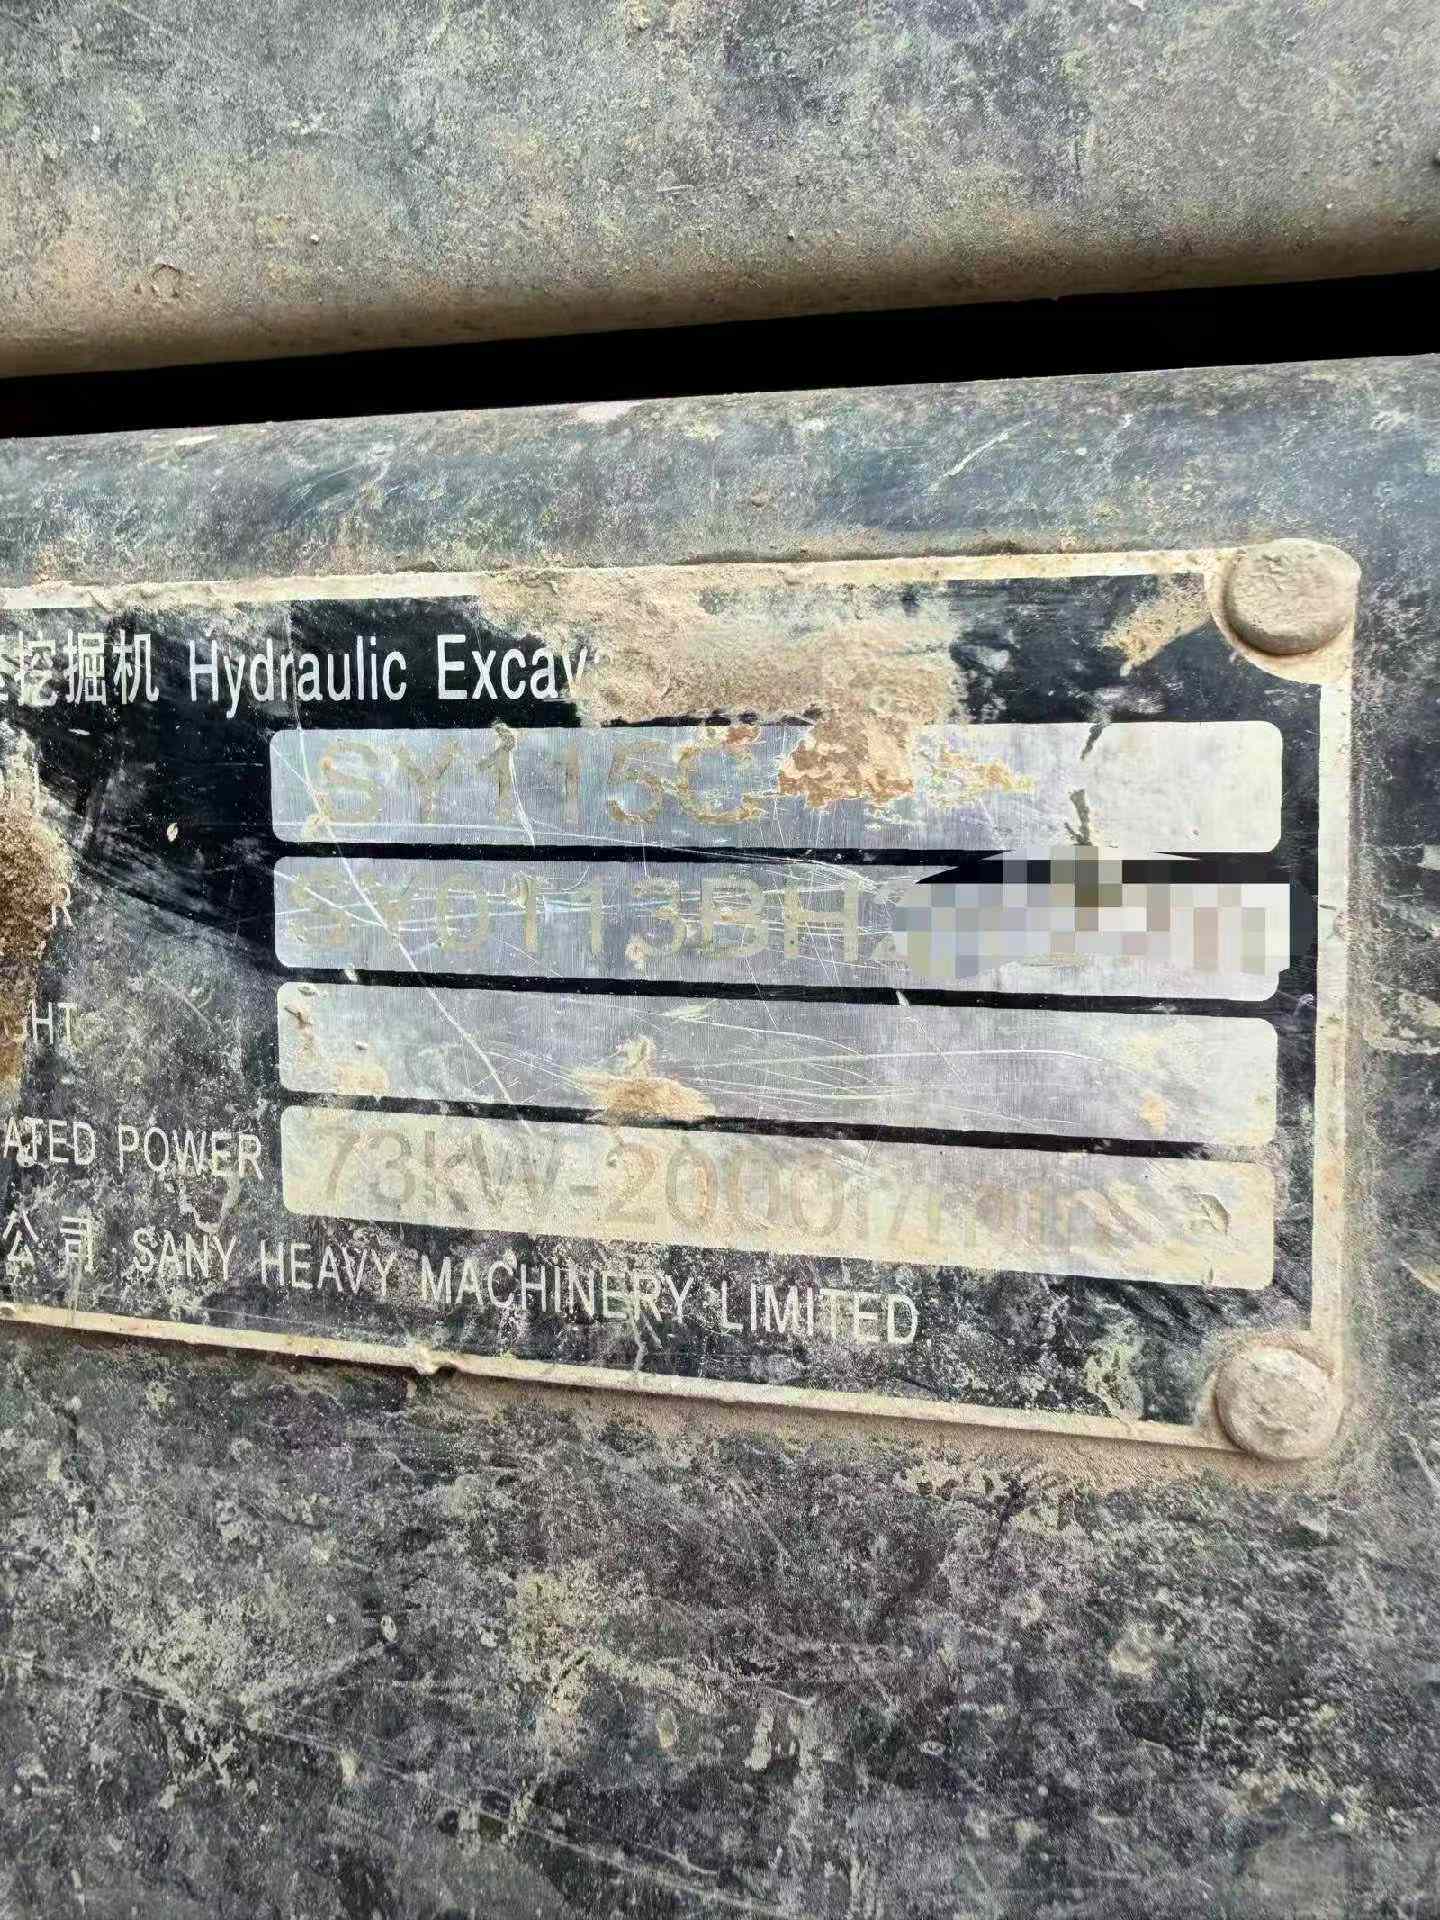 挖掘机 Hydraulic Excav
SY115C
R SY0113BH
HT
ATED POWER 73kW-2000r/min
公司 SANY HEAVY MACHINERY LIMITED